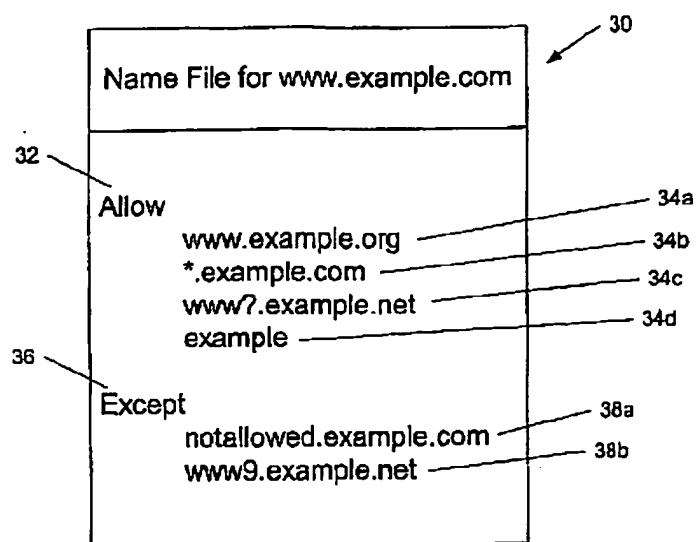 30
Name File for www.example.com
32
Allow
www.example.org 34a
*.example.com 34b
www?.example.net 34c
example 34d
36
Except
notallowed.example.com 38a
www9.example.net 38b